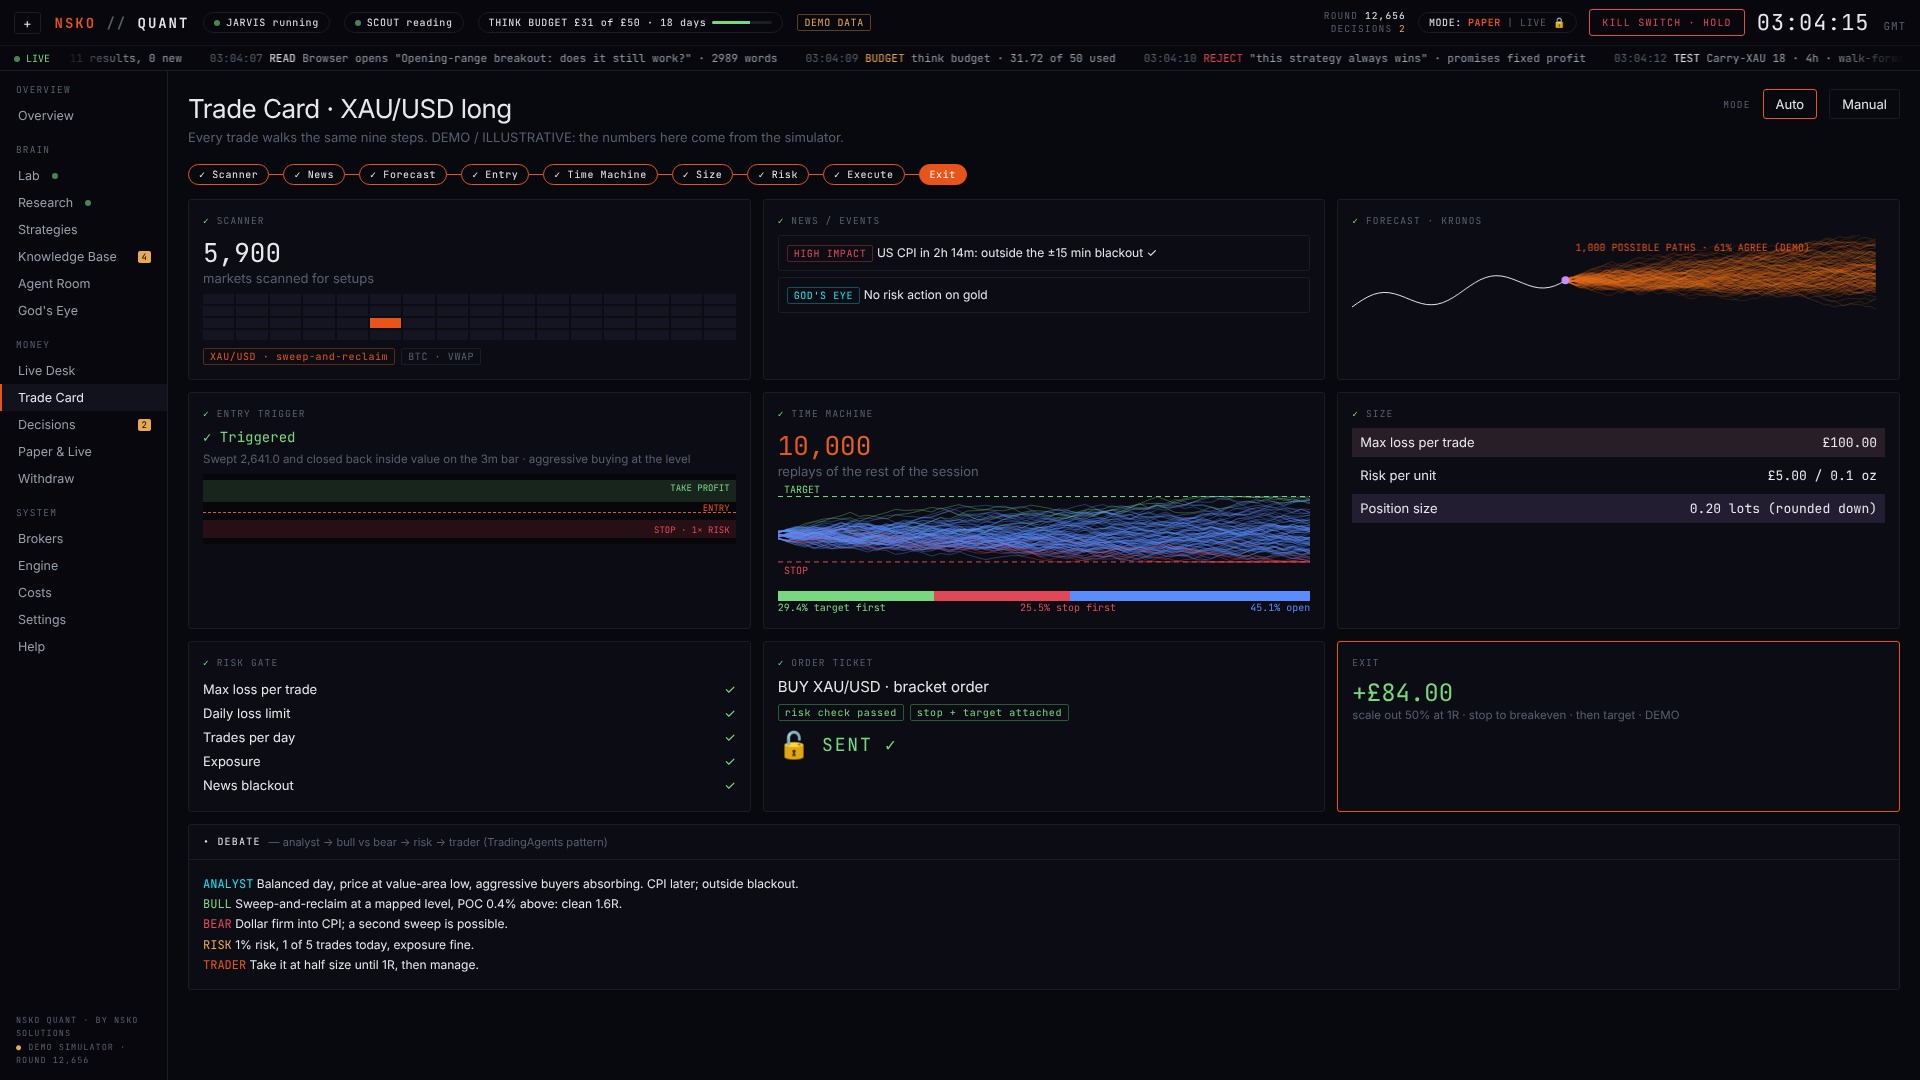 + NSKO // QUANT JARVIS running SCOUT reading THINK BUDGET £31 of £50 · 18 days DEMO DATA
ROUND 12,656
DECISIONS 2
MODE: PAPER | LIVE KILL SWITCH · HOLD 03:04:15 GMT
LIVE 11 results, 0 new 03:04:07 READ Browser opens "Opening-range breakout: does it still work?" · 2989 words 03:04:09 BUDGET think budget · 31.72 of 50 used 03:04:10 REJECT "this strategy always wins" · promises fixed profit 03:04:12 TEST Carry-XAU 18 · 4h · walk-forw
OVERVIEW
Overview
BRAIN
Lab
Research
Strategies
Knowledge Base 4
Agent Room
God's Eye
MONEY
Live Desk
Trade Card
Decisions 2
Paper & Live
Withdraw
SYSTEM
Brokers
Engine
Costs
Settings
Help
NSKO QUANT · BY NSKO
SOLUTIONS
DEMO SIMULATOR ·
ROUND 12,656
Trade Card · XAU/USD long
Every trade walks the same nine steps. DEMO / ILLUSTRATIVE: the numbers here come from the simulator.
MODE Auto Manual
✓ Scanner ✓ News ✓ Forecast ✓ Entry ✓ Time Machine ✓ Size ✓ Risk ✓ Execute Exit
✓ SCANNER
5,900
markets scanned for setups
XAU/USD · sweep-and-reclaim BTC · VWAP
✓ NEWS / EVENTS
HIGH IMPACT US CPI in 2h 14m: outside the ±15 min blackout ✓
GOD'S EYE No risk action on gold
✓ FORECAST · KRONOS
1,000 POSSIBLE PATHS · 61% AGREE (DEMO)
✓ ENTRY TRIGGER
✓ Triggered
Swept 2,641.0 and closed back inside value on the 3m bar · aggressive buying at the level
TAKE PROFIT
ENTRY
STOP · 1× RISK
✓ TIME MACHINE
10,000
replays of the rest of the session
TARGET
STOP
29.4% target first 25.5% stop first 45.1% open
✓ SIZE
Max loss per trade £100.00
Risk per unit £5.00 / 0.1 oz
Position size 0.20 lots (rounded down)
✓ RISK GATE
Max loss per trade ✓
Daily loss limit ✓
Trades per day ✓
Exposure ✓
News blackout ✓
✓ ORDER TICKET
BUY XAU/USD · bracket order
risk check passed stop + target attached
SENT ✓
EXIT
+£84.00
scale out 50% at 1R · stop to breakeven · then target · DEMO
• DEBATE — analyst → bull vs bear → risk → trader (TradingAgents pattern)
ANALYST Balanced day, price at value-area low, aggressive buyers absorbing. CPI later; outside blackout.
BULL Sweep-and-reclaim at a mapped level, POC 0.4% above: clean 1.6R.
BEAR Dollar firm into CPI; a second sweep is possible.
RISK 1% risk, 1 of 5 trades today, exposure fine.
TRADER Take it at half size until 1R, then manage.